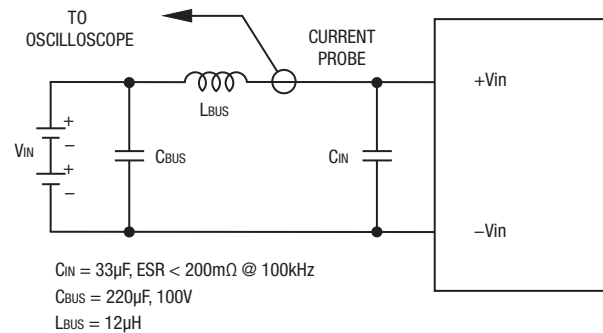 TO
OSCILLOSCOPE
CURRENT
PROBE
+Vin
LBUS
+
−
+
−
VIN
CBUS
CIN
−Vin
CIN = 33µF, ESR < 200mΩ @ 100kHz
CBUS = 220µF, 100V
LBUS = 12µH